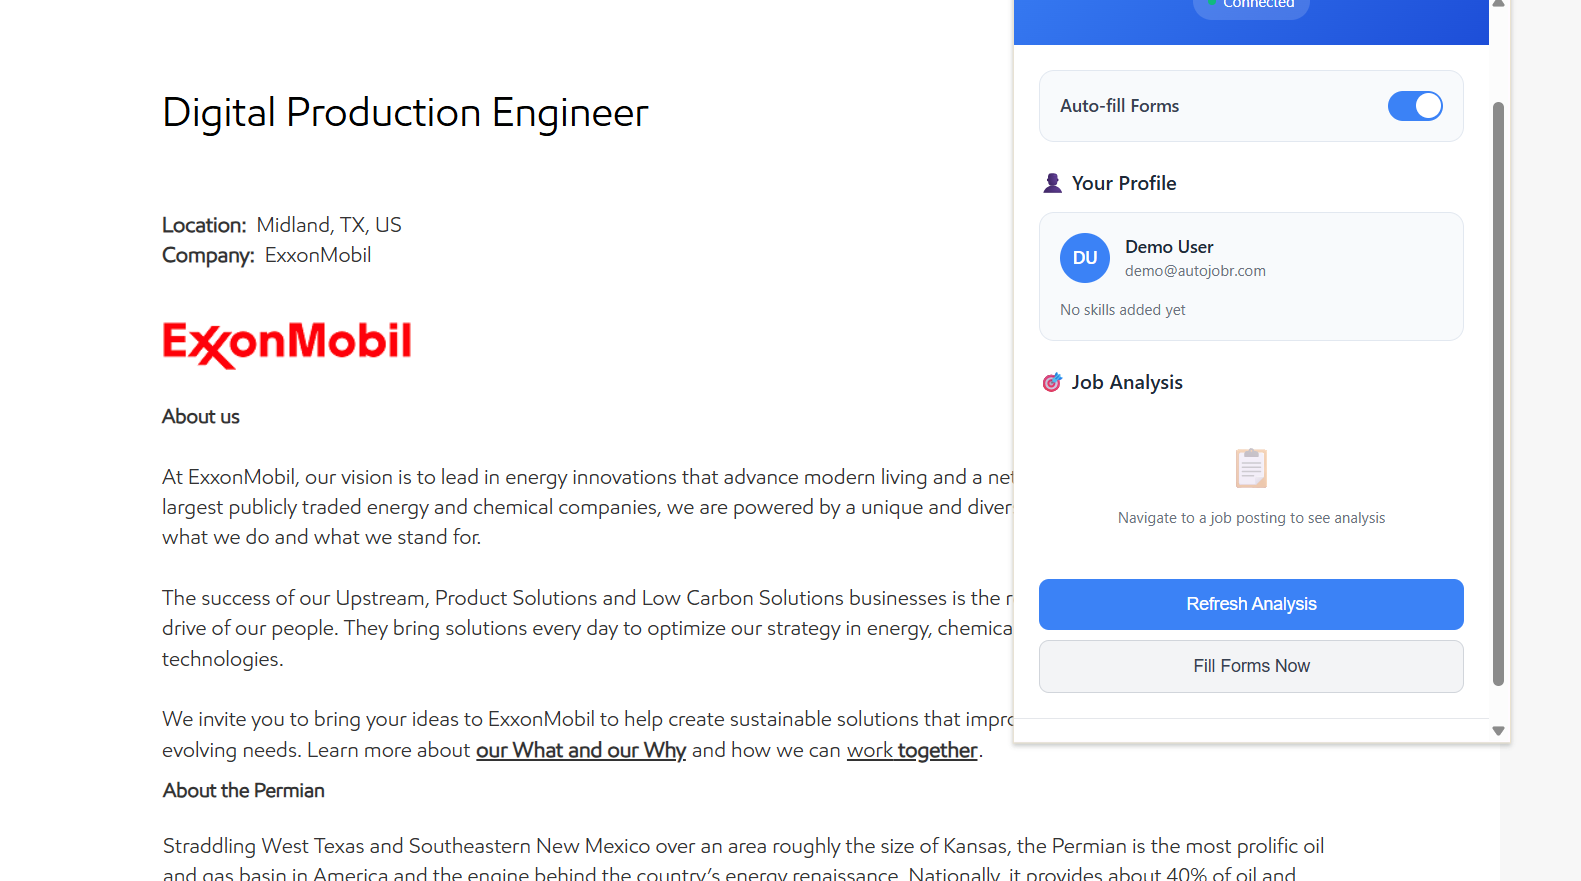 Digital Production Engineer
Location: Midland, TX, US
Company: ExxonMobil
ExxonMobil
About us
At ExxonMobil, our vision is to lead in energy innovations that advance modern living and a net
largest publicly traded energy and chemical companies, we are powered by a unique and diver
what we do and what we stand for.
The success of our Upstream, Product Solutions and Low Carbon Solutions businesses is the r
drive of our people. They bring solutions every day to optimize our strategy in energy, chemica
technologies.
We invite you to bring your ideas to ExxonMobil to help create sustainable solutions that impro
evolving needs. Learn more about our What and our Why and how we can work together.
About the Permian
Straddling West Texas and Southeastern New Mexico over an area roughly the size of Kansas, the Permian is the most prolific oil
and gas basin in America and the engine behind the country's energy renaissance. Nationally, it provides about 40% of oil and
Connected
Auto-fill Forms
Your Profile
DU
Demo User
demo@autojobr.com
No skills added yet
Job Analysis
Navigate to a job posting to see analysis
Refresh Analysis
Fill Forms Now